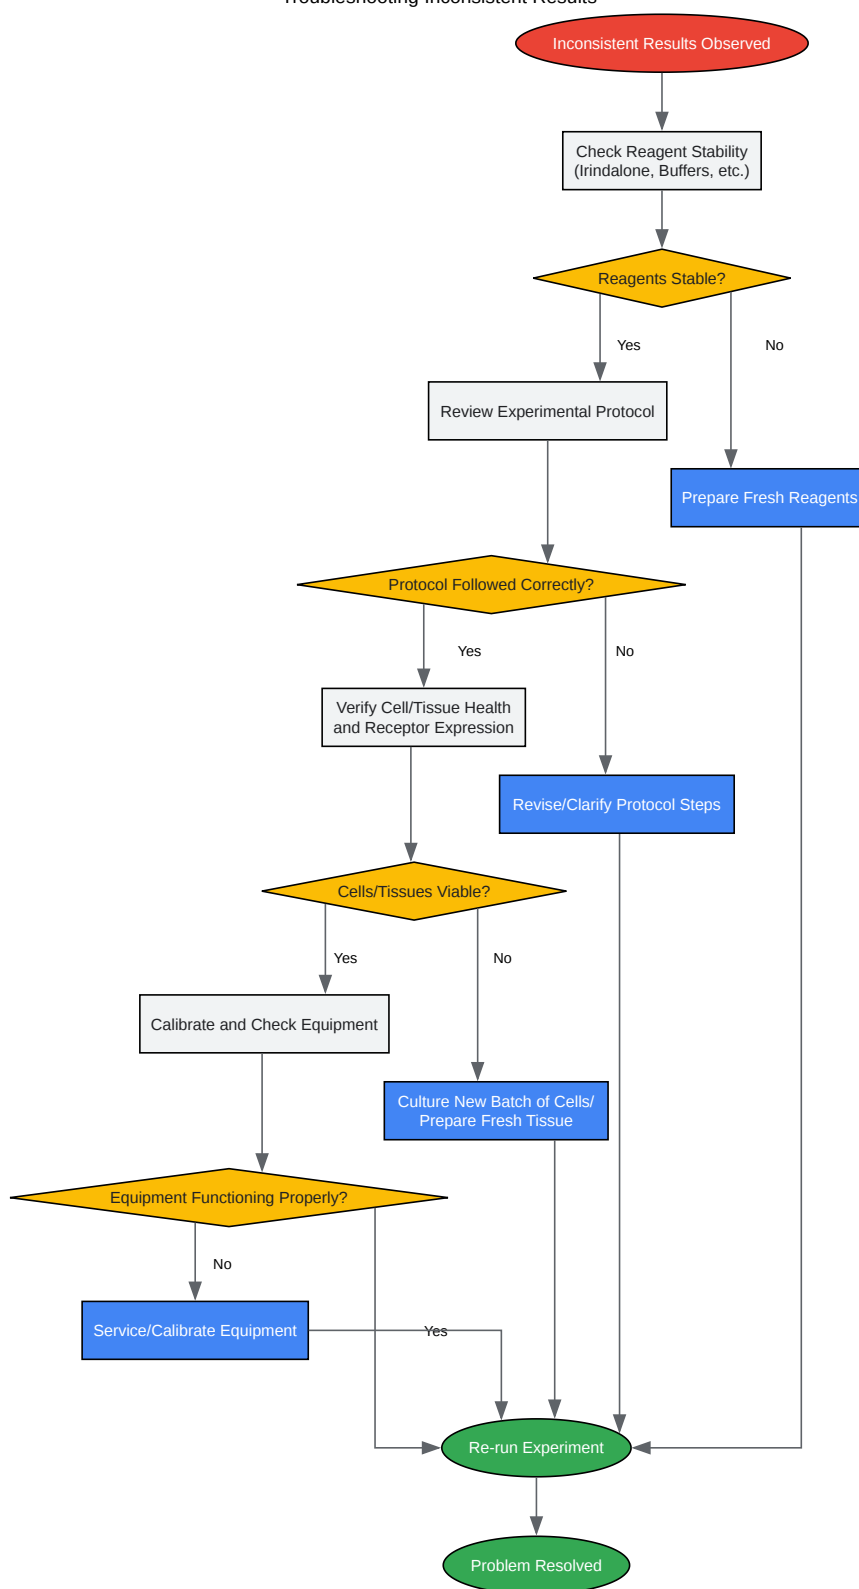 Troubleshooting Inconsistent Results
Inconsistent Results Observed
Check Reagent Stability
(Irindalone, Buffers, etc.)
Reagents Stable?
Yes
No
Review Experimental Protocol
Prepare Fresh Reagents
Protocol Followed Correctly?
Yes
No
Verify Cell/Tissue Health
and Receptor Expression
Revise/Clarify Protocol Steps
Cells/Tissues Viable?
Yes
No
Calibrate and Check Equipment
Culture New Batch of Cells/
Prepare Fresh Tissue
Equipment Functioning Properly?
No
Service/Calibrate Equipment
Yes
Re-run Experiment
Problem Resolved